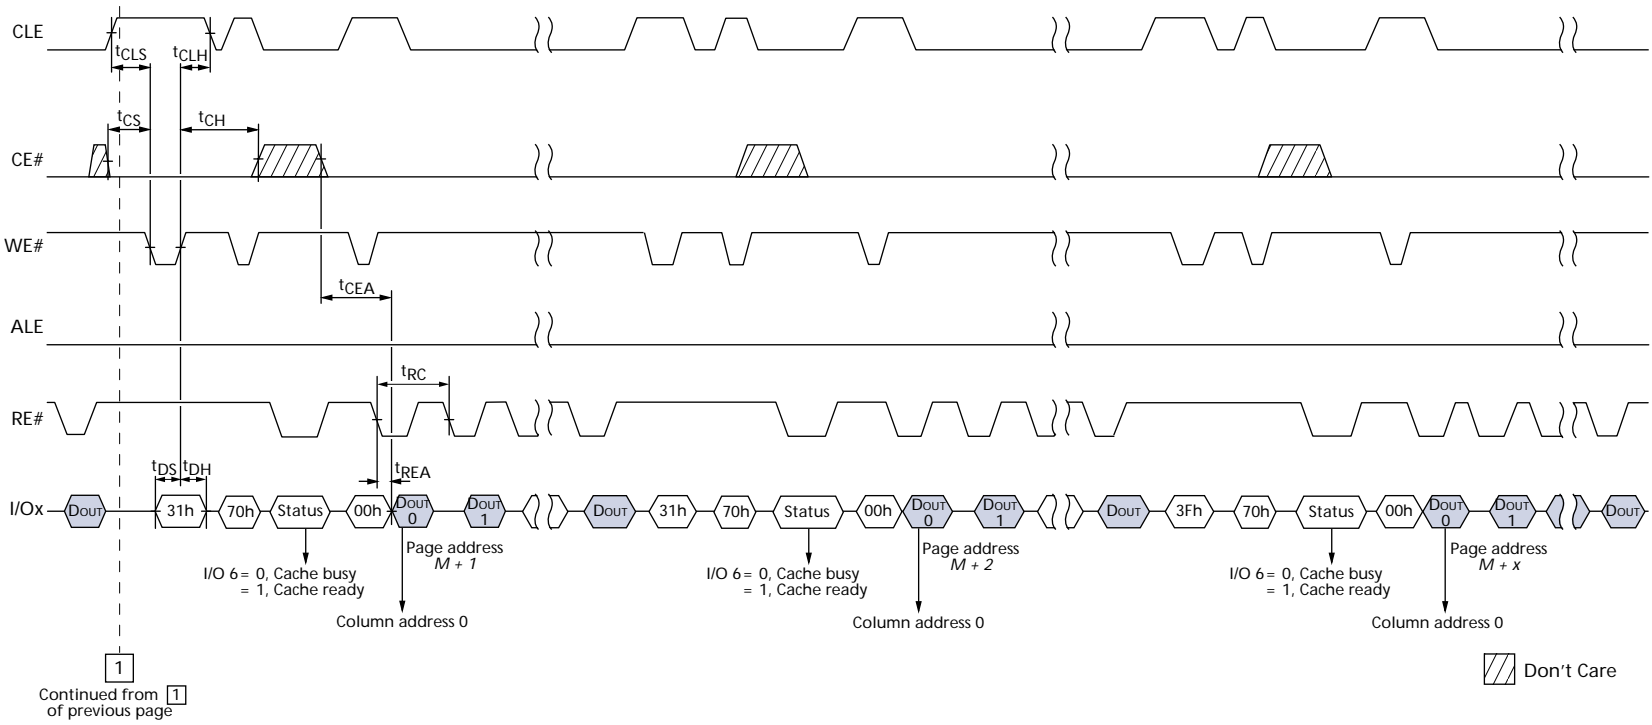 CLE
tCLS
tCLH
tCS
tCH
CE#
WE#
tCEA
ALE
tRC
RE#
tDS
tDH
tREA
I/Ox
DOUT
31h
70h
Status
00h
DOUT 0
DOUT 1
DOUT
31h
70h
Status
00h
DOUT 0
DOUT 1
DOUT
3Fh
70h
Status
00h
DOUT 0
DOUT 1
DOUT
Page address
M + 1
I/O 6 = 0, Cache busy
= 1, Cache ready
Column address 0
Page address
M + 2
I/O 6 = 0, Cache busy
= 1, Cache ready
Column address 0
Page address
M + x
I/O 6 = 0, Cache busy
= 1, Cache ready
Column address 0
1
Continued from 1
of previous page
Don't Care